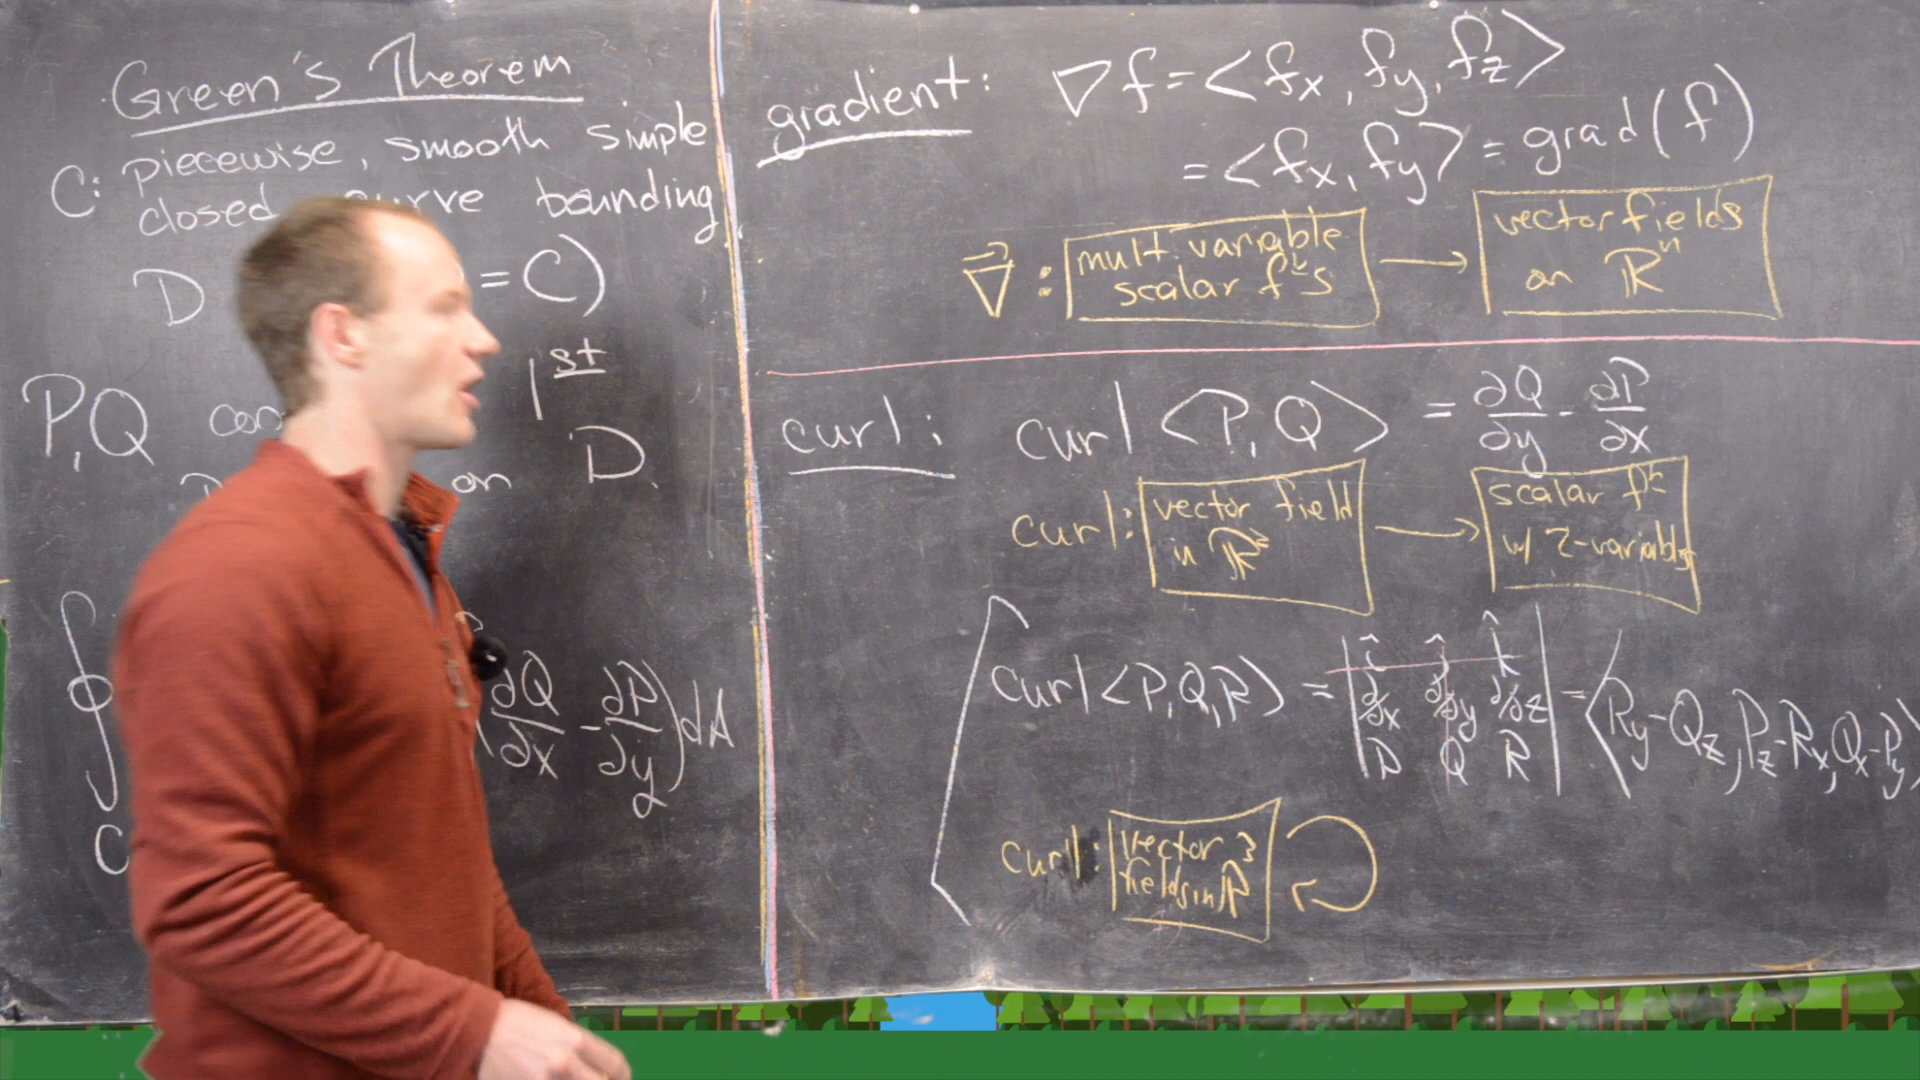 Green's Theorem
C: piecewise, smooth simple
closed curve bounding
D = C)
P,Q con 1st
D on D.
∮
C
(∂Q/∂x - ∂P/∂y) dA
gradient: ∇f = <fx, fy, fz>
= <fx, fy> = grad(f)
∇⃗ : mult. variable scalar fⁿ's → vector fields on ℝⁿ
curl: curl <P, Q> = ∂Q/∂y - ∂P/∂x
curl: vector field in ℝ² → scalar fⁿ w/ 2-variables
curl <P,Q,R> = | î ĵ k̂ |
| ∂/∂x ∂/∂y ∂/∂z | = <Ry - Qz, Pz - Rx, Qx - Py>
| P Q R |
curl: vector fields in ℝ³